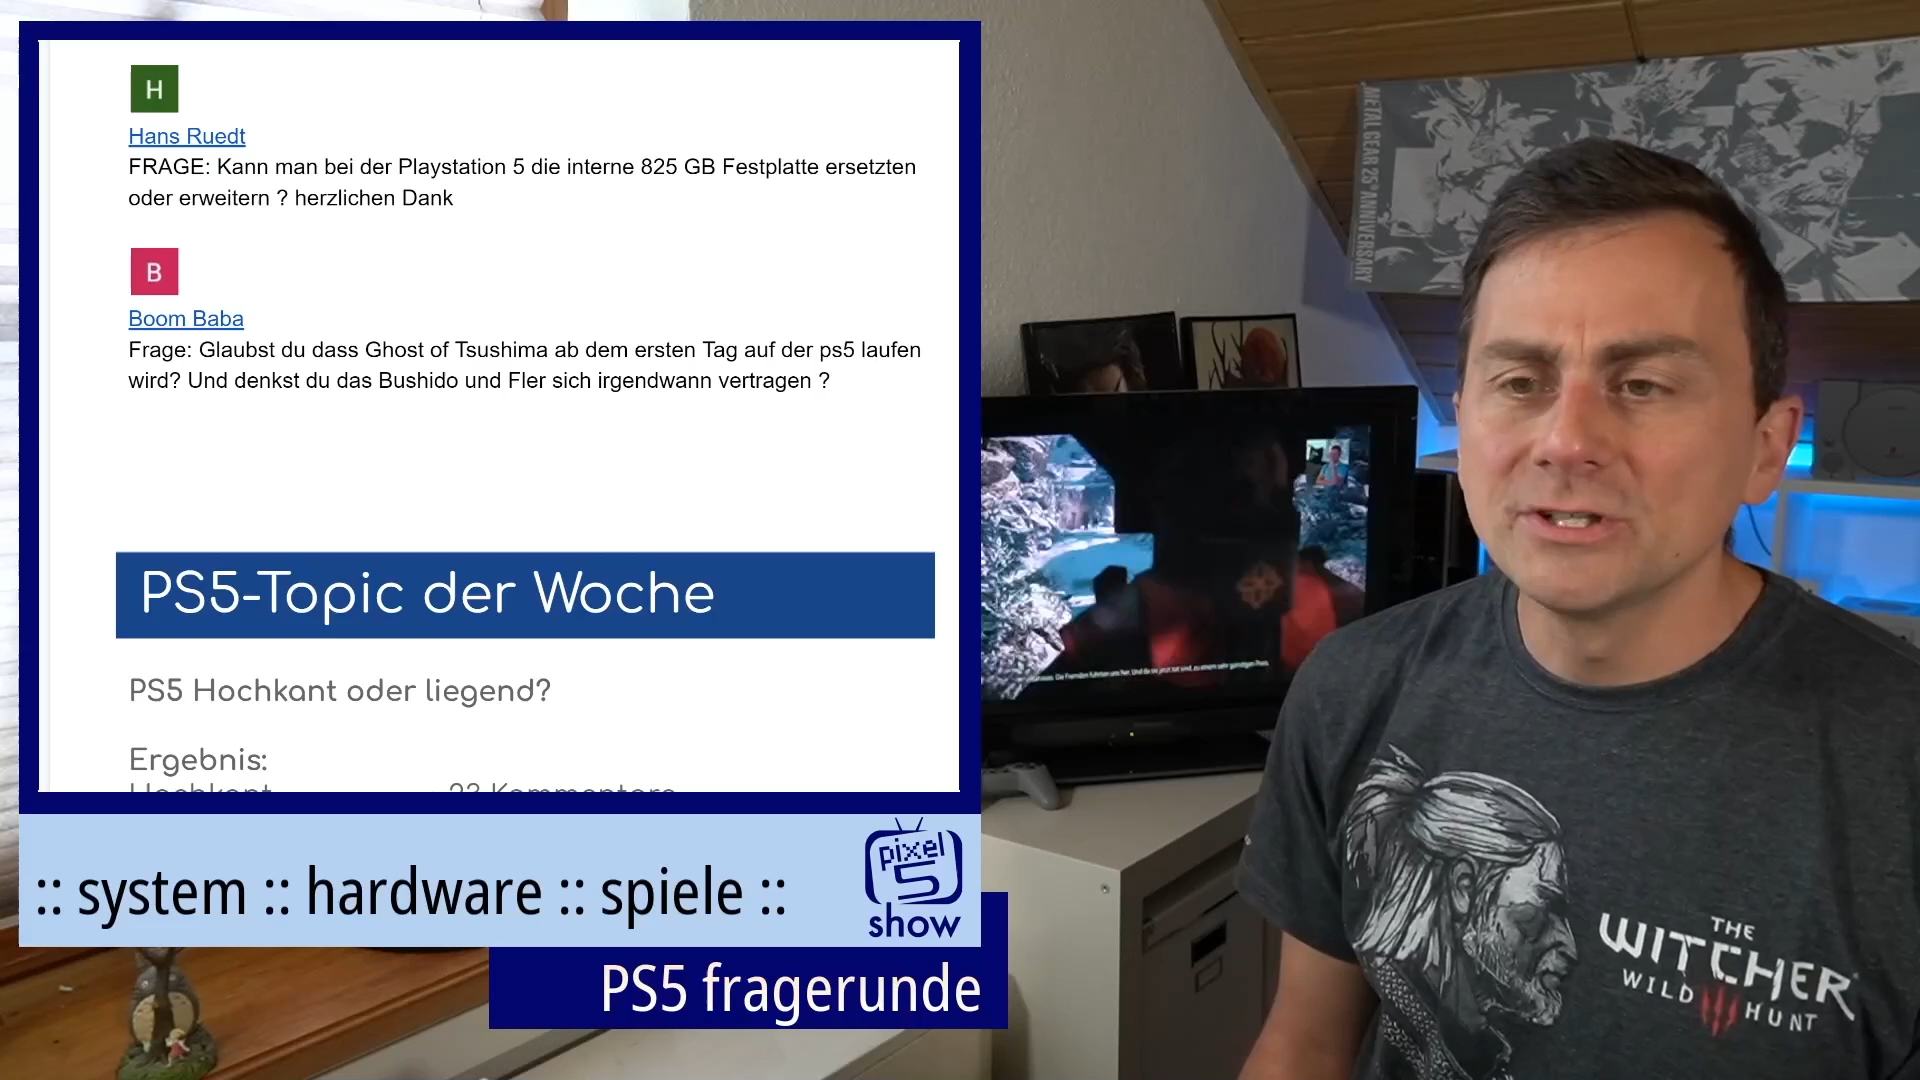 H
Hans Ruedt
FRAGE: Kann man bei der Playstation 5 die interne 825 GB Festplatte ersetzten
oder erweitern ? herzlichen Dank
B
Boom Baba
Frage: Glaubst du dass Ghost of Tsushima ab dem ersten Tag auf der ps5 laufen
wird? Und denkst du das Bushido und Fler sich irgendwann vertragen ?
PS5-Topic der Woche
PS5 Hochkant oder liegend?
Ergebnis:
Hochkant 23 Kommentare
:: system :: hardware :: spiele ::
pixel
5
show
PS5 fragerunde
METAL GEAR 25th ANNIVERSARY
THE
WITCHER
WILD HUNT